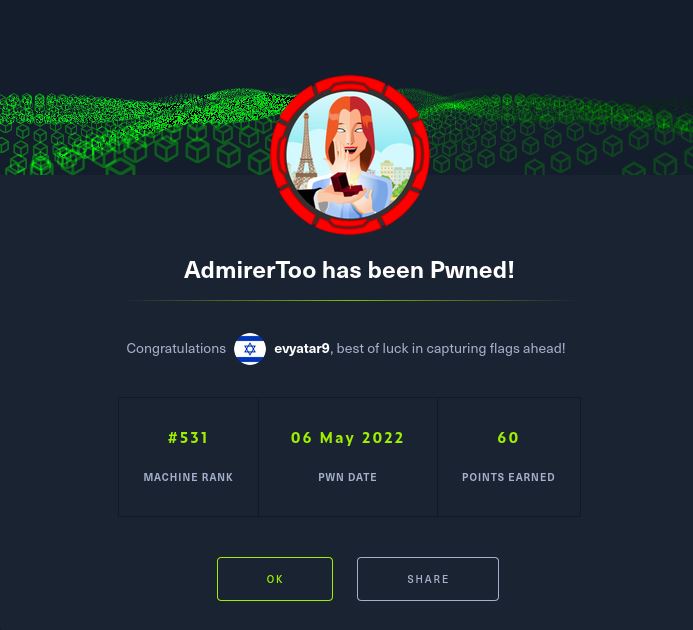 AdmirerToo has been Pwned!
Congratulations evyatar9, best of luck in capturing flags ahead!
#531 06 May 2022 60
MACHINE RANK PWN DATE POINTS EARNED
OK SHARE